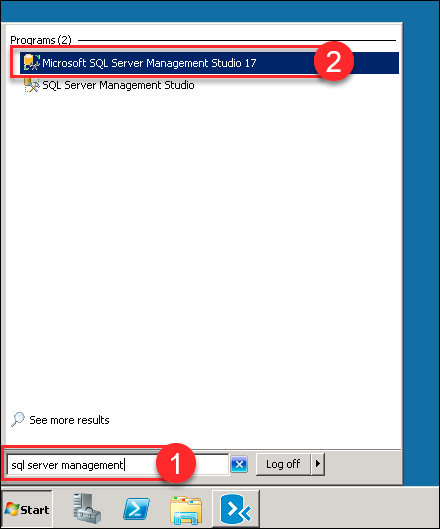 Programs (2)
Microsoft SQL Server Management Studio 17
2
SQL Server Management Studio
See more results
sql server management
1
Log off
Start